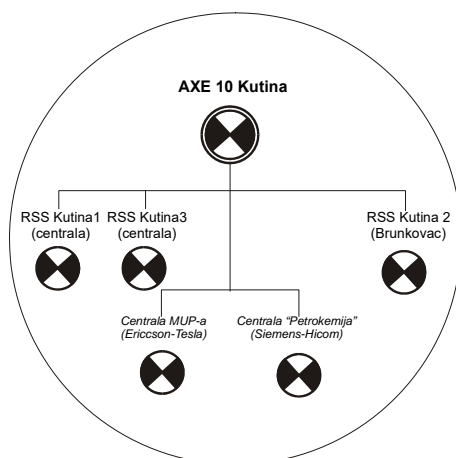 AXE 10 Kutina
RSS Kutina1
(centrala)
RSS Kutina3
(centrala)
RSS Kutina 2
(Brunkovac)
Centrala MUP-a
(Ericcson-Tesla)
Centrala “Petrokemija”
(Siemens-Hicom)